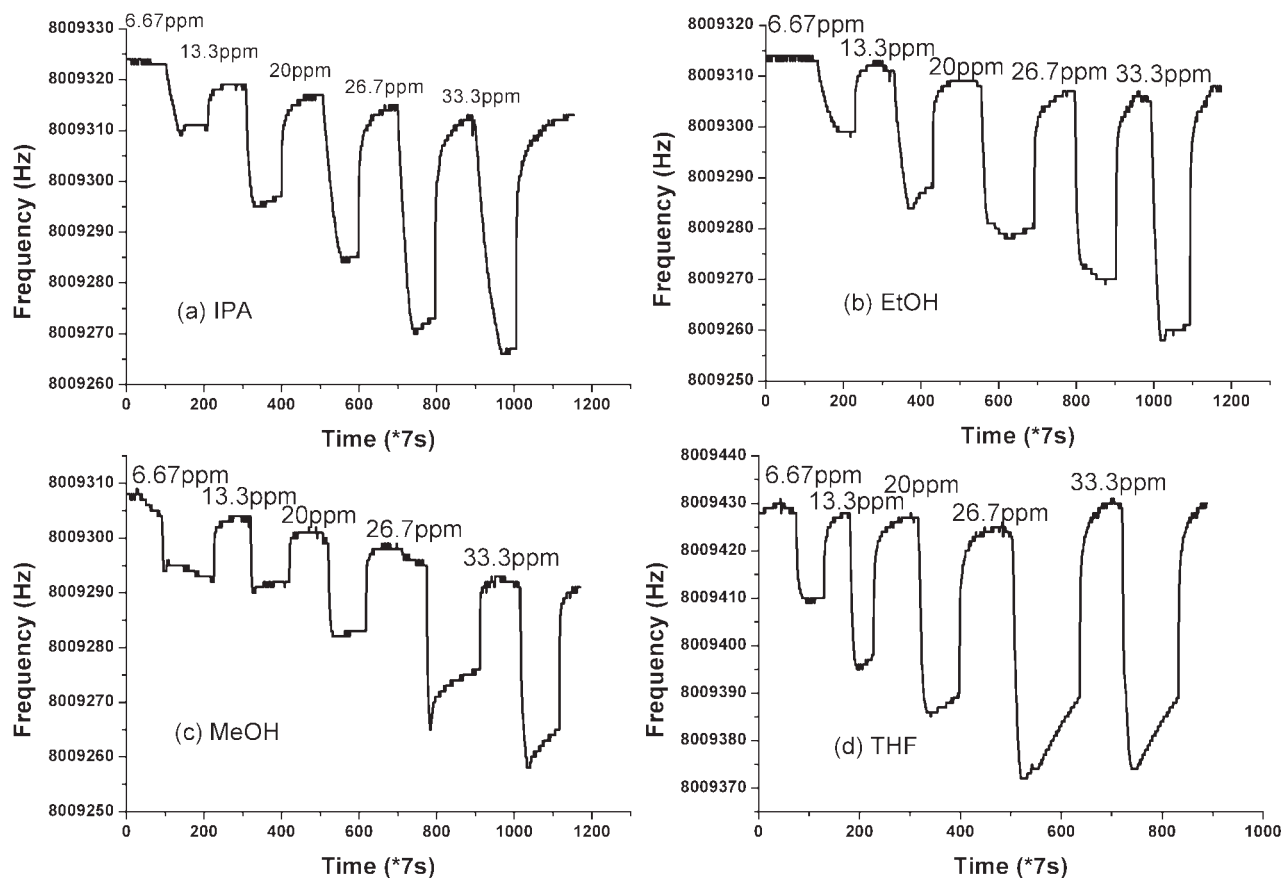 8009330
8009320
8009310
8009300
8009290
8009280
8009270
8009260
Frequency (Hz)
6.67ppm
13.3ppm
20ppm
26.7ppm
33.3ppm
(a) IPA
0 200 400 600 800 1000 1200
Time (*7s)
8009320
8009310
8009300
8009290
8009280
8009270
8009260
8009250
Frequency (Hz)
6.67ppm
13.3ppm
20ppm
26.7ppm
33.3ppm
(b) EtOH
0 200 400 600 800 1000 1200
Time (*7s)
8009310
8009300
8009290
8009280
8009270
8009260
8009250
Frequency (Hz)
6.67ppm
13.3ppm
20ppm
26.7ppm
33.3ppm
(c) MeOH
0 200 400 600 800 1000 1200
Time (*7s)
8009440
8009430
8009420
8009410
8009400
8009390
8009380
8009370
Frequency (Hz)
6.67ppm
13.3ppm
20ppm
26.7ppm
33.3ppm
(d) THF
0 200 400 600 800 1000
Time (*7s)